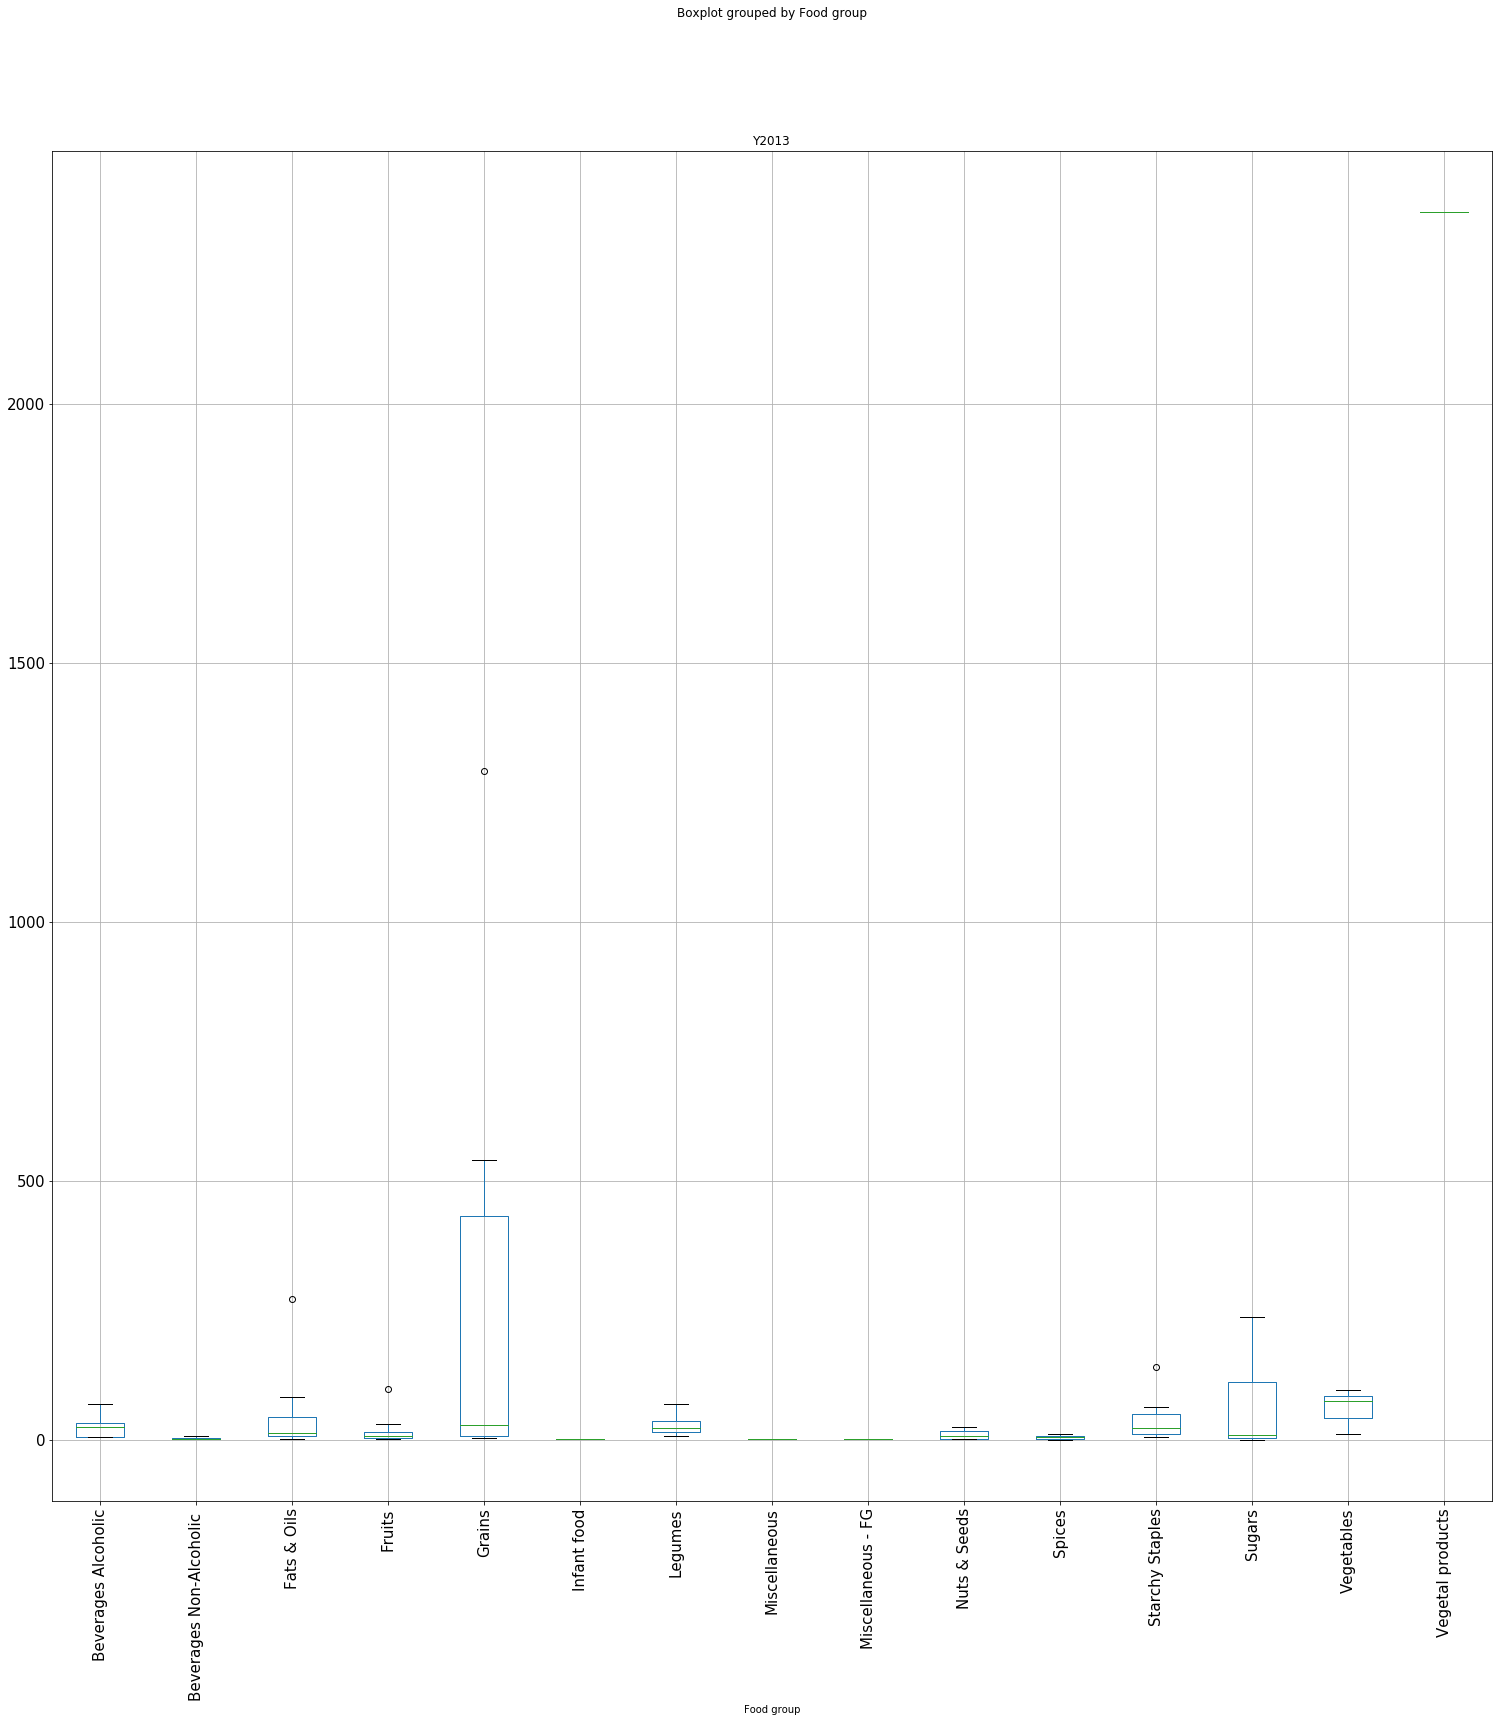 Boxplot grouped by Food group
Y2013
2000
1500
1000
500
0
Beverages Alcoholic
Beverages Non-Alcoholic
Fats & Oils
Fruits
Grains
Infant food
Legumes
Miscellaneous
Miscellaneous - FG
Nuts & Seeds
Spices
Starchy Staples
Sugars
Vegetables
Vegetal products
Food group